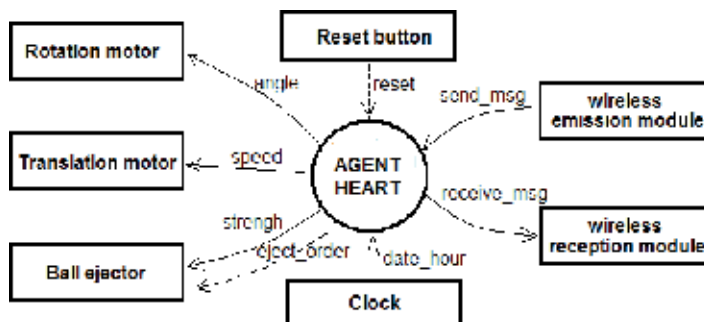 Reset button
Rotation motor
angle
reset
send_msg
wireless
emission module
Translation motor
speed
AGENT
HEART
receive_msg
strengh
eject_order
date_hour
wireless
reception module
Ball ejector
Clock